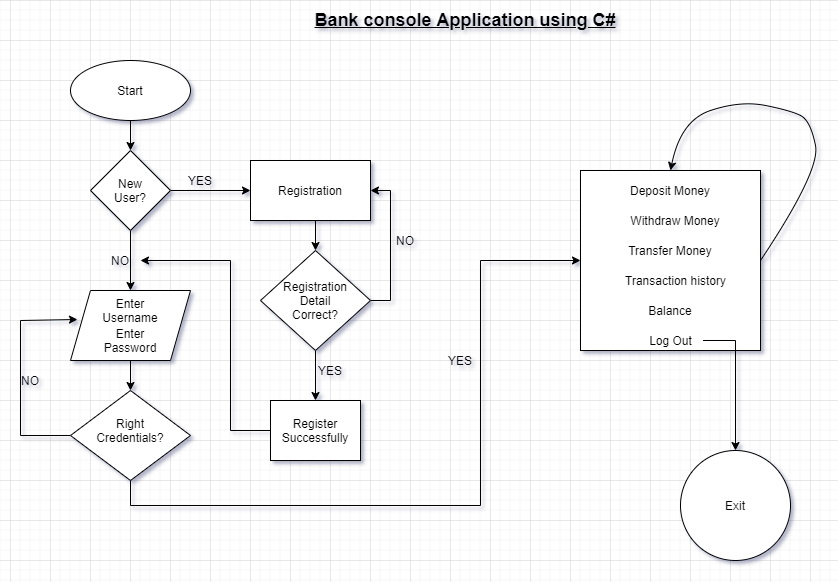 Bank console Application using C#
Start
New
User?
YES
Registration
NO
NO
Registration
Detail
Correct?
YES
Register
Successfully
Enter
Username
Enter
Password
NO
Right
Credentials?
YES
Deposit Money
Withdraw Money
Transfer Money
Transaction history
Balance
Log Out
Exit